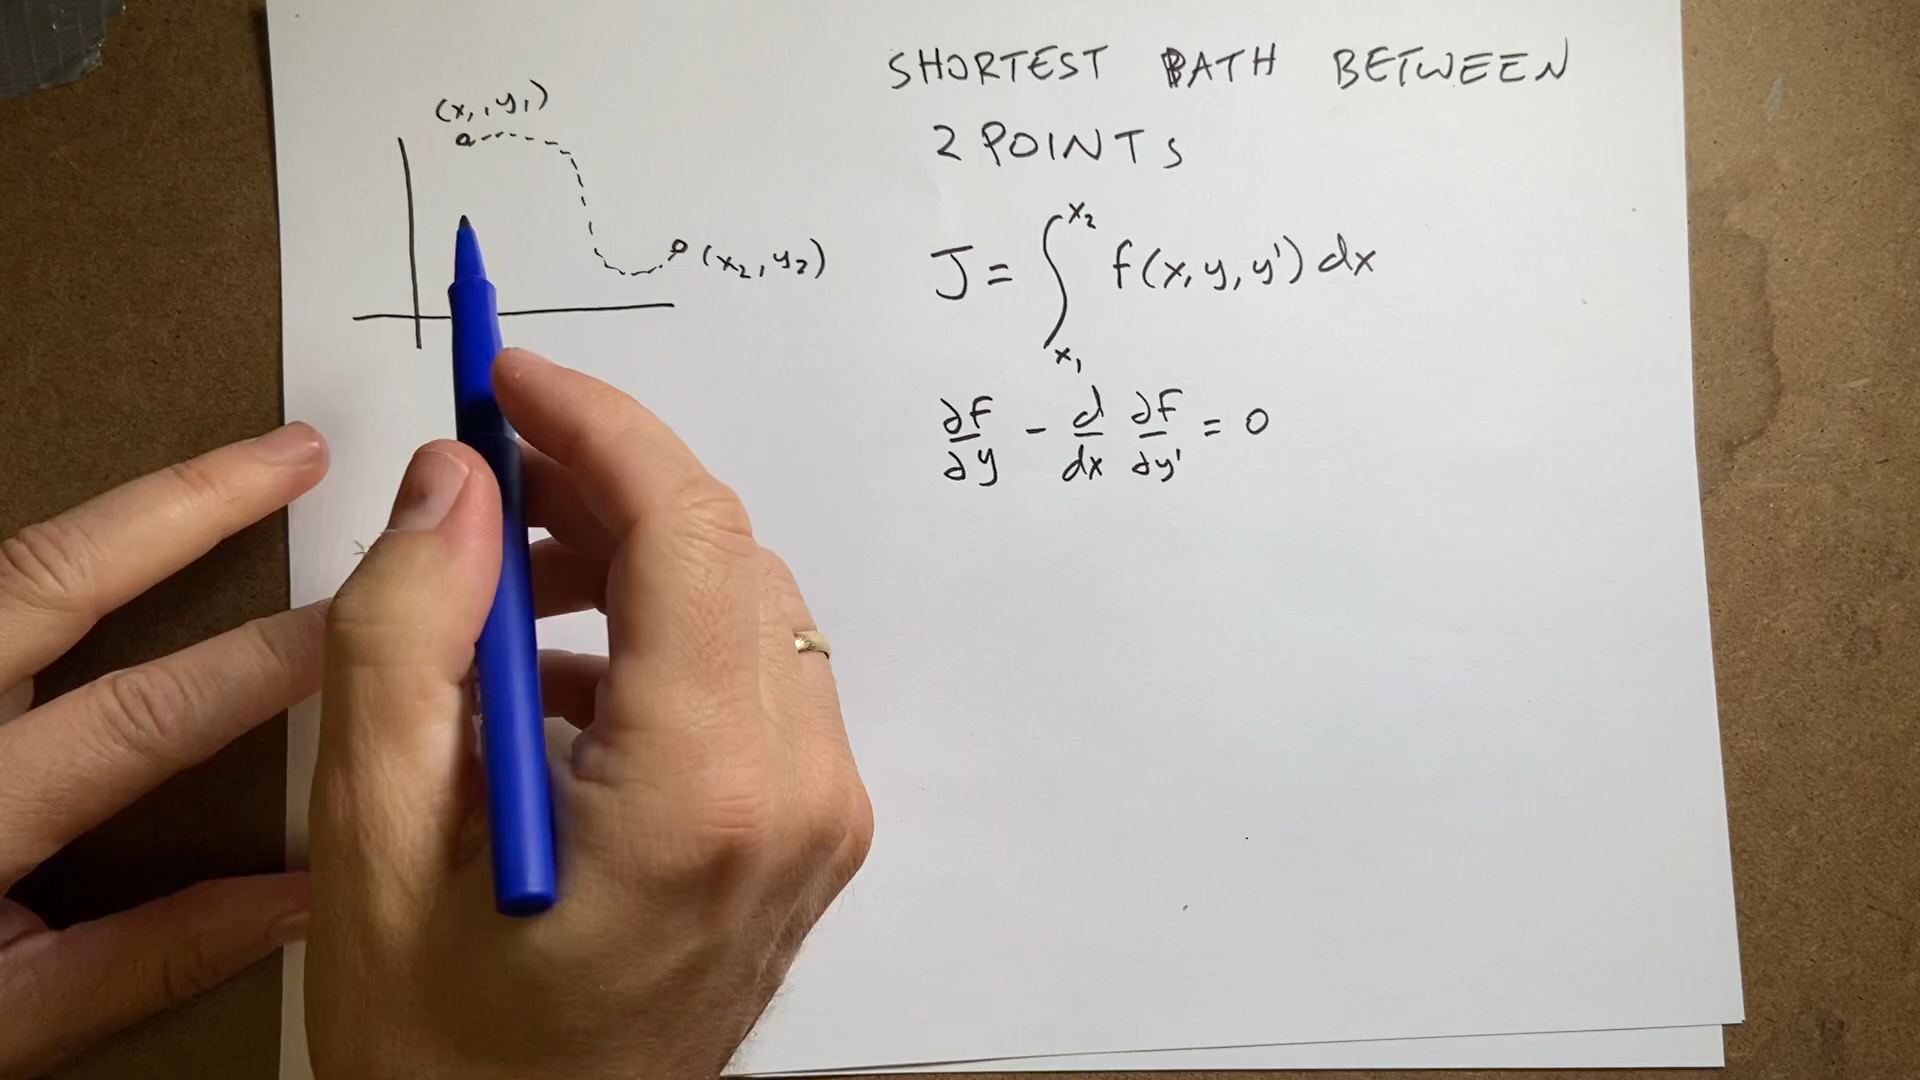 SHORTEST PATH BETWEEN
2 POINTS
(x₁, y₁)
(x₂, y₂)
J = ∫_{x₁}^{x₂} f(x, y, y') dx
∂f/∂y - d/dx ∂f/∂y' = 0